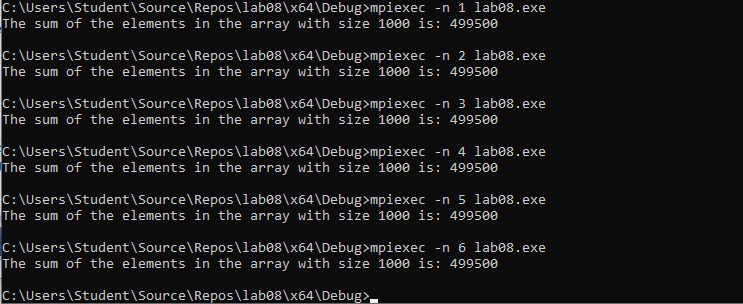 C:\Users\Student\Source\Repos\lab08\x64\Debug>mpiexec -n 1 lab08.exe
The sum of the elements in the array with size 1000 is: 499500
C:\Users\Student\Source\Repos\lab08\x64\Debug>mpiexec -n 2 lab08.exe
The sum of the elements in the array with size 1000 is: 499500
C:\Users\Student\Source\Repos\lab08\x64\Debug>mpiexec -n 3 lab08.exe
The sum of the elements in the array with size 1000 is: 499500
C:\Users\Student\Source\Repos\lab08\x64\Debug>mpiexec -n 4 lab08.exe
The sum of the elements in the array with size 1000 is: 499500
C:\Users\Student\Source\Repos\lab08\x64\Debug>mpiexec -n 5 lab08.exe
The sum of the elements in the array with size 1000 is: 499500
C:\Users\Student\Source\Repos\lab08\x64\Debug>mpiexec -n 6 lab08.exe
The sum of the elements in the array with size 1000 is: 499500
C:\Users\Student\Source\Repos\lab08\x64\Debug>